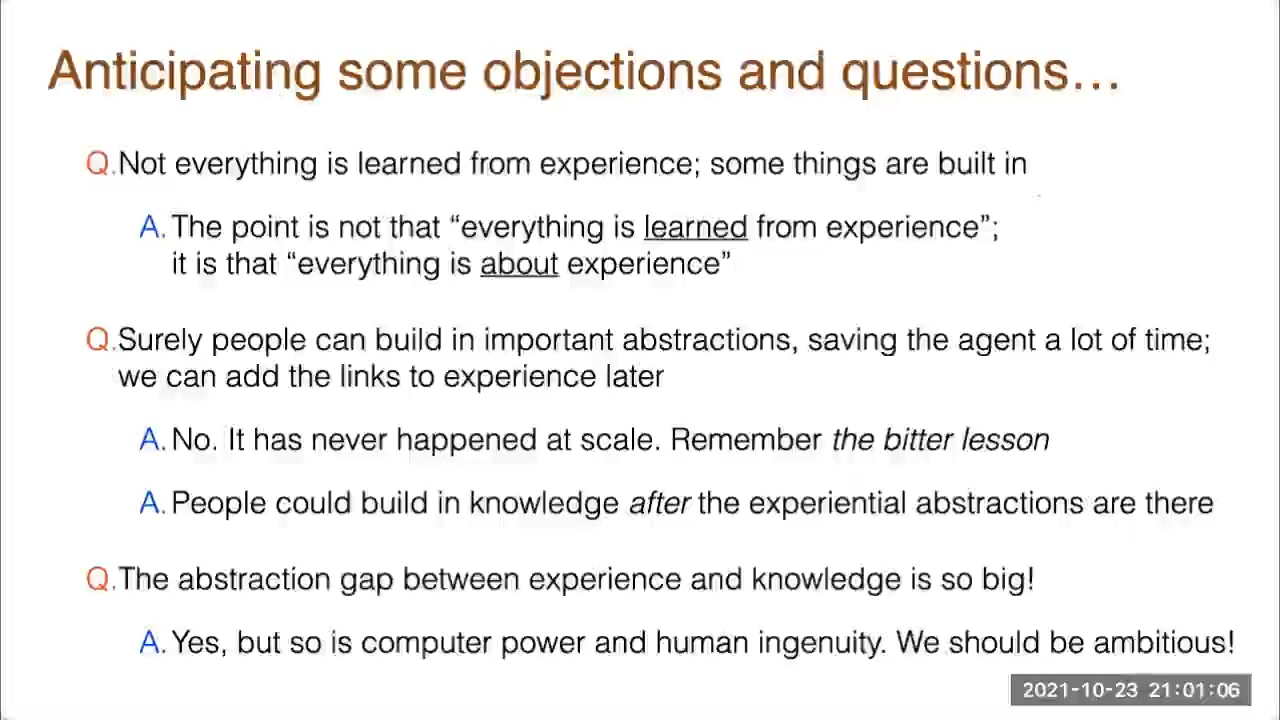 Anticipating some objections and questions…
Q. Not everything is learned from experience; some things are built in
A. The point is not that “everything is learned from experience”;
it is that “everything is about experience”
Q. Surely people can build in important abstractions, saving the agent a lot of time;
we can add the links to experience later
A. No. It has never happened at scale. Remember the bitter lesson
A. People could build in knowledge after the experiential abstractions are there
Q. The abstraction gap between experience and knowledge is so big!
A. Yes, but so is computer power and human ingenuity. We should be ambitious!
2021-10-23 21:01:06